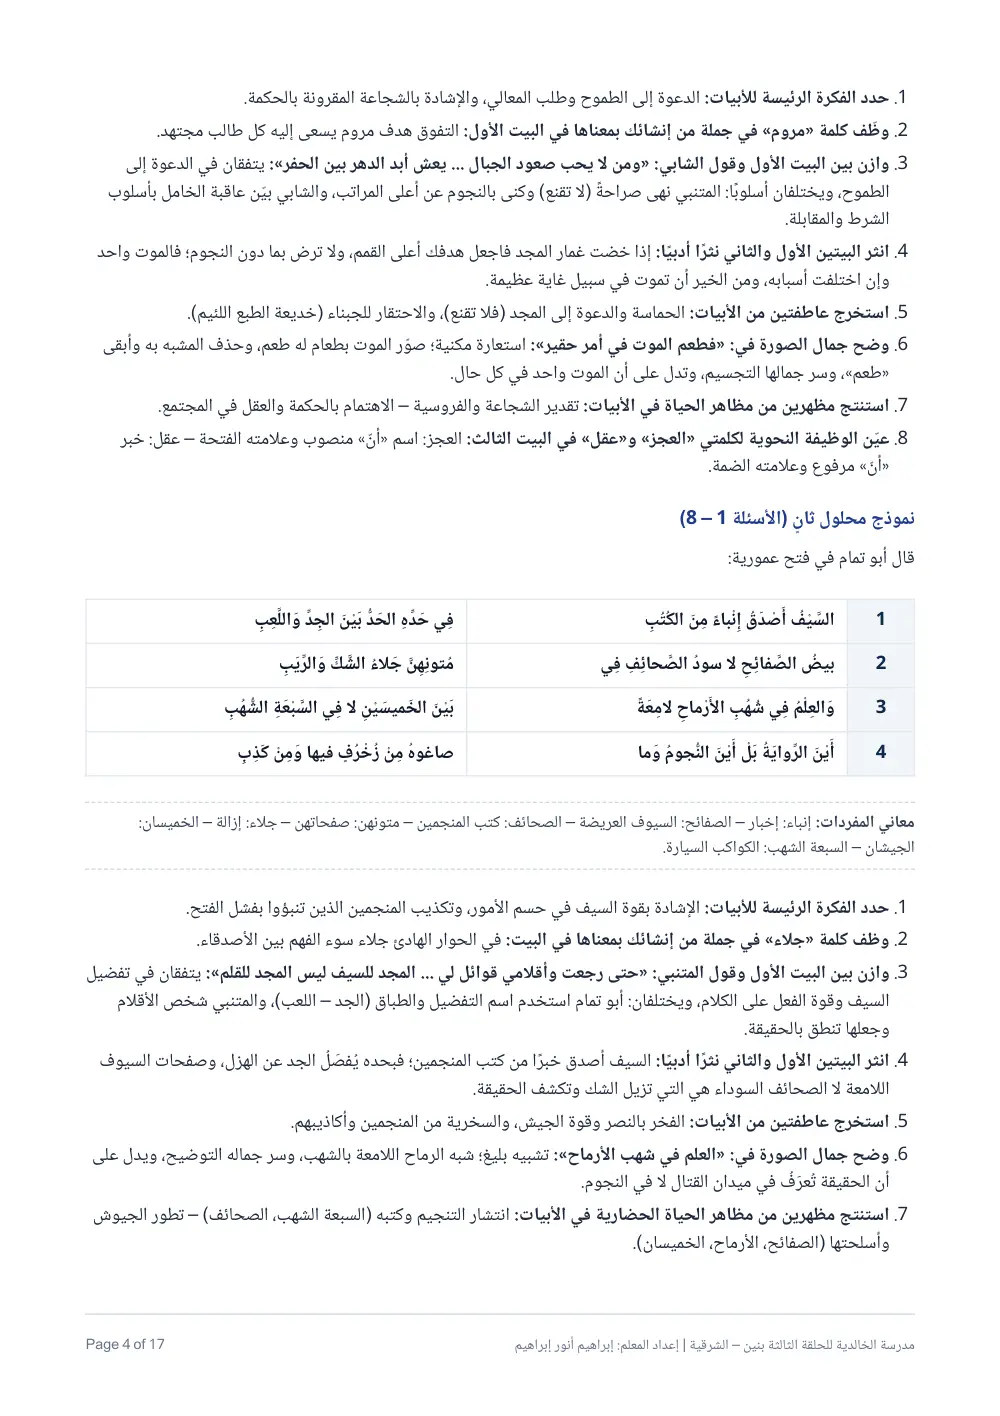 1. حدد الفكرة الرئيسة للأبيات: الدعوة إلى الطموح وطلب المعالي، والإشادة بالشجاعة المقرونة بالحكمة.
2. وظّف كلمة «مروم» في جملة من إنشائك بمعناها في البيت الأول: التفوق هدف مروم يسعى إليه كل طالب مجتهد.
3. وازن بين البيت الأول وقول الشابي: «ومن لا يحب صعود الجبال ... يعش أبد الدهر بين الحفر»: يتفقان في الدعوة إلى
الطموح، ويختلفان أسلوبًا: المتنبي نهى صراحةً (لا تقنع) وكنى بالنجوم عن أعلى المراتب، والشابي بيّن عاقبة الخامل بأسلوب
الشرط والمقابلة.
4. انثر البيتين الأول والثاني نثرًا أدبيًا: إذا خضت غمار المجد فاجعل هدفك أعلى القمم، ولا ترض بما دون النجوم؛ فالموت واحد
وإن اختلفت أسبابه، ومن الخير أن تموت في سبيل غاية عظيمة.
5. استخرج عاطفتين من الأبيات: الحماسة والدعوة إلى المجد (فلا تقنع)، والاحتقار للجبناء (خديعة الطبع اللئيم).
6. وضح جمال الصورة في: «فطعم الموت في أمر حقير»: استعارة مكنية؛ صوّر الموت بطعام له طعم، وحذف المشبه به وأبقى
«طعم»، وسر جمالها التجسيم، وتدل على أن الموت واحد في كل حال.
7. استنتج مظهرين من مظاهر الحياة في الأبيات: تقدير الشجاعة والفروسية – الاهتمام بالحكمة والعقل في المجتمع.
8. عيّن الوظيفة النحوية لكلمتي «العجز» و«عقل» في البيت الثالث: العجز: اسم «أنّ» منصوب وعلامته الفتحة – عقل: خبر
«أنّ» مرفوع وعلامته الضمة.
نموذج محلول ثانٍ (الأسئلة 1 – 8)
قال أبو تمام في فتح عمورية:
1 السَّيْفُ أَصْدَقُ إِنْباءً مِنَ الكُتُبِ فِي حَدِّهِ الحَدُّ بَيْنَ الجِدِّ وَاللَّعِبِ
2 بيضُ الصَّفائِحِ لا سودُ الصَّحائِفِ فِي مُتونِهِنَّ جَلاءُ الشَّكِّ وَالرِّيَبِ
3 وَالعِلْمُ فِي شُهُبِ الأَرْماحِ لامِعَةً بَيْنَ الخَميسَيْنِ لا فِي السَّبْعَةِ الشُّهُبِ
4 أَيْنَ الرِّوايَةُ بَلْ أَيْنَ النُّجومُ وَما صاغوهُ مِنْ زُخْرُفٍ فيها وَمِنْ كَذِبِ
معاني المفردات: إنباء: إخبار – الصفائح: السيوف العريضة – الصحائف: كتب المنجمين – متونهن: صفحاتهن – جلاء: إزالة – الخميسان:
الجيشان – السبعة الشهب: الكواكب السيارة.
1. حدد الفكرة الرئيسة للأبيات: الإشادة بقوة السيف في حسم الأمور، وتكذيب المنجمين الذين تنبؤوا بفشل الفتح.
2. وظف كلمة «جلاء» في جملة من إنشائك بمعناها في البيت: في الحوار الهادئ جلاء سوء الفهم بين الأصدقاء.
3. وازن بين البيت الأول وقول المتنبي: «حتى رجعت وأقلامي قوائل لي ... المجد للسيف ليس المجد للقلم»: يتفقان في تفضيل
السيف وقوة الفعل على الكلام، ويختلفان: أبو تمام استخدم اسم التفضيل والطباق (الجد – اللعب)، والمتنبي شخص الأقلام
وجعلها تنطق بالحقيقة.
4. انثر البيتين الأول والثاني نثرًا أدبيًا: السيف أصدق خبرًا من كتب المنجمين؛ فبحده يُفصَلُ الجد عن الهزل، وصفحات السيوف
اللامعة لا الصحائف السوداء هي التي تزيل الشك وتكشف الحقيقة.
5. استخرج عاطفتين من الأبيات: الفخر بالنصر وقوة الجيش، والسخرية من المنجمين وأكاذيبهم.
6. وضح جمال الصورة في: «العلم في شهب الأرماح»: تشبيه بليغ؛ شبه الرماح اللامعة بالشهب، وسر جماله التوضيح، ويدل على
أن الحقيقة تُعرَفُ في ميدان القتال لا في النجوم.
7. استنتج مظهرين من مظاهر الحياة الحضارية في الأبيات: انتشار التنجيم وكتبه (السبعة الشهب، الصحائف) – تطور الجيوش
وأسلحتها (الصفائح، الأرماح، الخميسان).
مدرسة الخالدية للحلقة الثالثة بنين – الشرقية | إعداد المعلم: إبراهيم أنور إبراهيم Page 4 of 17